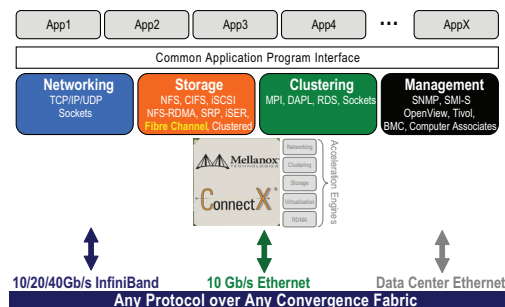 App1 App2 App3 App4 ... AppX
Common Application Program Interface
Networking
TCP/IP/UDP
Sockets
Storage
NFS, CIFS, iSCSI
NFS-RDMA, SRP, iSER,
Fibre Channel, Clustered
Clustering
MPI, DAPL, RDS, Sockets
Management
SNMP, SMI-S
OpenView, Tivol,
BMC, Computer Associates
Mellanox
TECHNOLOGIES
ConnectX®
Networking
Clustering
Storage
Virtualization
RDMA
Acceleration Engines
10/20/40Gb/s InfiniBand
10 Gb/s Ethernet
Data Center Ethernet
Any Protocol over Any Convergence Fabric